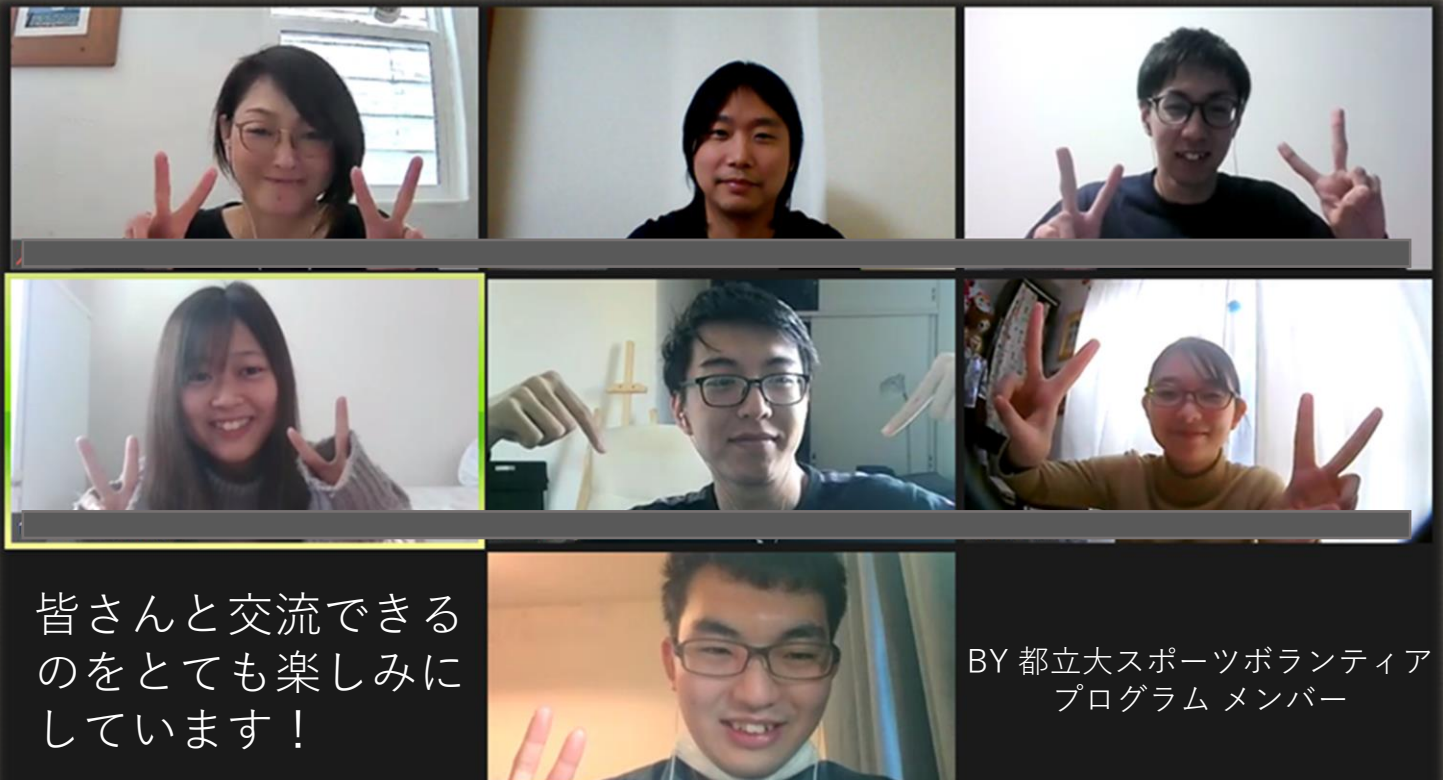 皆さんと交流できる
のをとても楽しみに
しています！
BY 都立大スポーツボランティア
プログラム メンバー